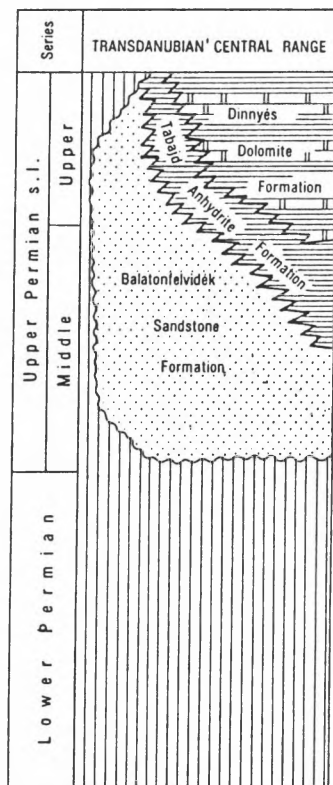 Series
TRANSDANUBIAN' CENTRAL RANGE
Upper Permian s.l.
Upper
Middle
Lower Permian
Dinnyés
Dolomite
Formation
Tabajd
Anhydrite
Formation
Balatonfelvidék
Sandstone
Formation